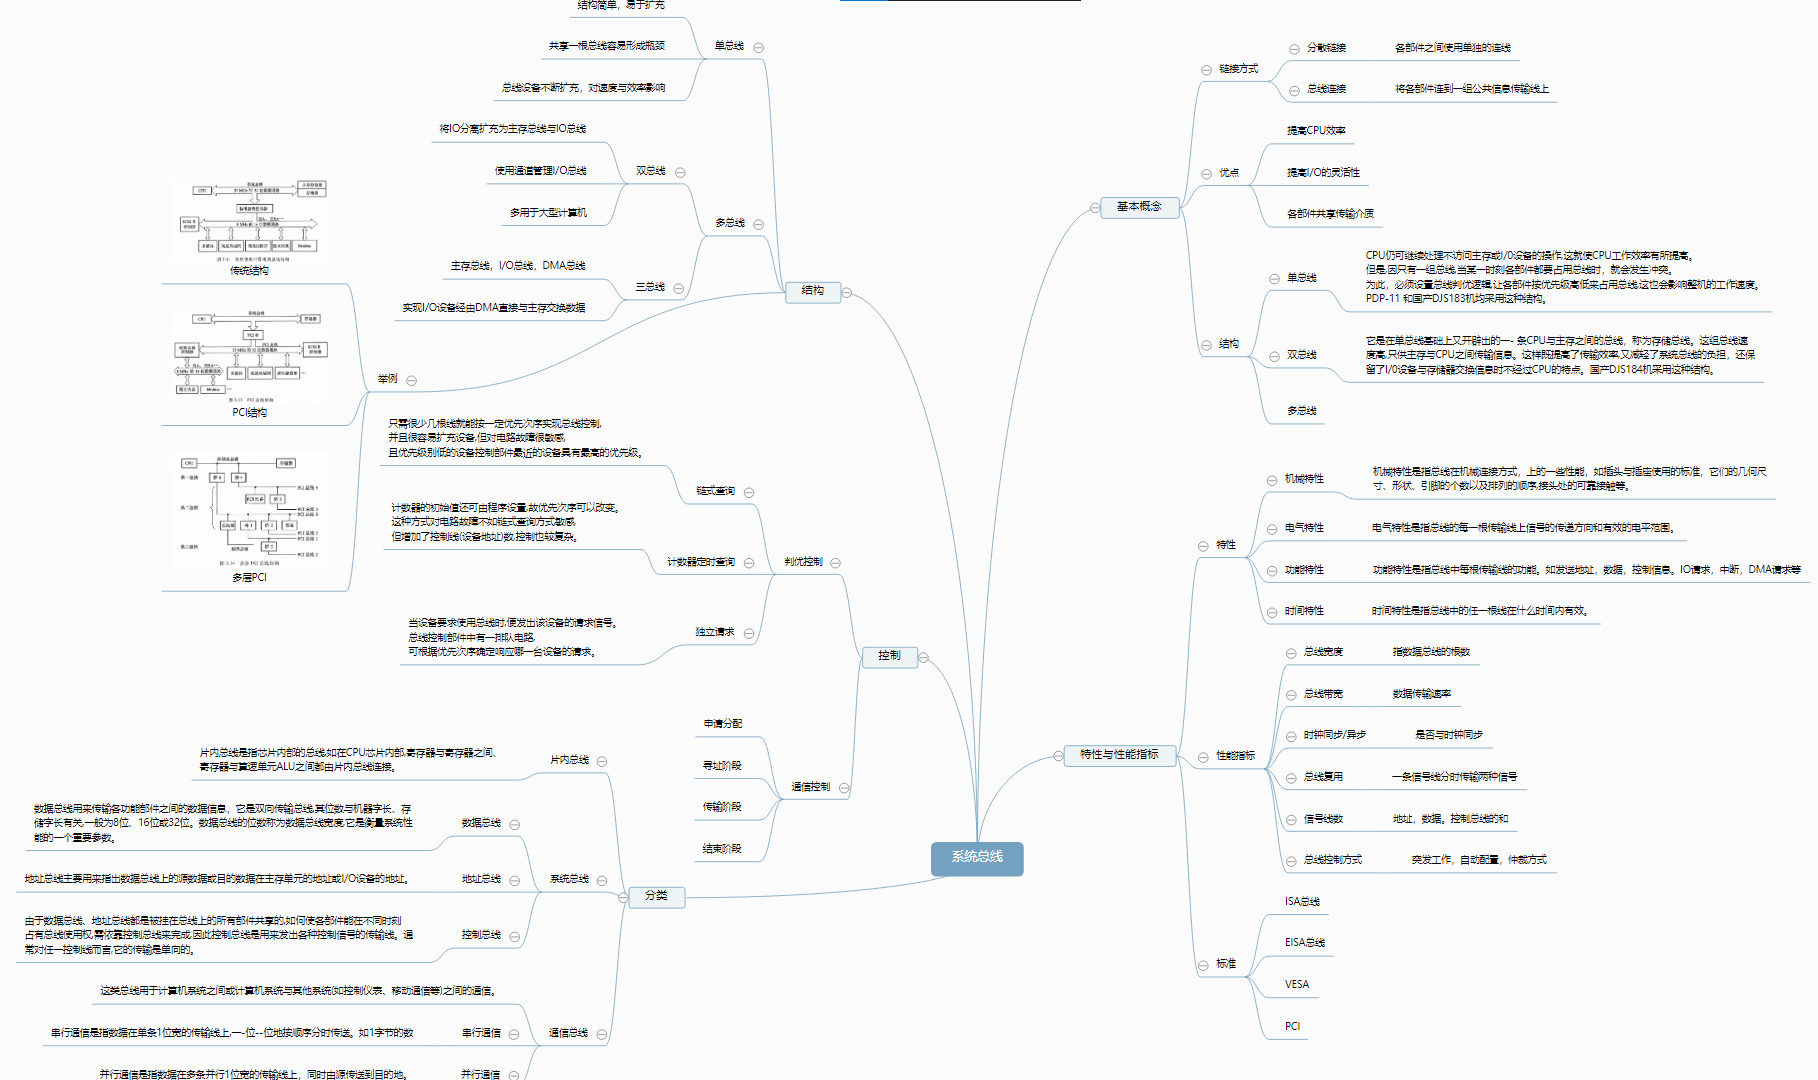 系统总线
基本概念
链接方式
分散链接
各部件之间使用单独的连线
总线连接
将各部件连到一组公共信息传输线上
优点
提高CPU效率
提高I/O的灵活性
各部件共享传输介质
结构
单总线
CPU仍可继续处理不访问主存或I/0设备的操作,这就使CPU工作效率有所提高。
但是,因只有一组总线,当某一时刻各部件都要占用总线时，就会发生冲突。
为此，必须设置总线判优逻辑,让各部件按优先级高低来占用总线,这也会影响整机的工作速度。
PDP-11 和国产DJS183机均采用这种结构。
双总线
它是在单总线基础上又开辟出的一- 条CPU与主存之间的总线，称为存储总线。这组总线速
度高,只供主存与CPU之间传输信息。这样既提高了传输效率,又减轻了系统总线的负担，还保
留了I/0设备与存储器交换信息时不经过CPU的特点。国产DJS184机采用这种结构。
多总线
特性与性能指标
特性
机械特性
机械特性是指总线在机械连接方式，上的一些性能，如插头与插座使用的标准，它们的几何尺
寸、形状、引脚的个数以及排列的顺序,接头处的可靠接触等。
电气特性
电气特性是指总线的每一根传输线上信号的传递方向和有效的电平范围。
功能特性
功能特性是指总线中每根传输线的功能。如发送地址，数据，控制信息。IO请求，中断，DMA请求等
时间特性
时间特性是指总线中的任一根线在什么时间内有效。
性能指标
总线宽度
指数据总线的根数
总线带宽
数据传输速率
时钟同步/异步
是否与时钟同步
总线复用
一条信号线分时传输两种信号
信号线数
地址，数据。控制总线的和
总线控制方式
突发工作，自动配置，仲裁方式
标准
ISA总线
EISA总线
VESA
PCI
结构
单总线
结构简单，易于扩充
共享一根总线容易形成瓶颈
总线设备不断扩充，对速度与效率影响
多总线
双总线
将IO分离扩充为主存总线与IO总线
使用通道管理I/O总线
多用于大型计算机
三总线
主存总线，I/O总线，DMA总线
实现I/O设备经由DMA直接与主存交换数据
举例
传统结构
PCI结构
多层PCI
控制
判优控制
链式查询
只需很少几根线就能按一定优先次序实现总线控制,
并且很容易扩充设备,但对电路故障很敏感,
且优先级别低的设备控制部件最近的设备具有最高的优先级。
计数器定时查询
计数器的初始值还可由程序设置,故优先次序可以改变。
这种方式对电路故障不如链式查询方式敏感,
但增加了控制线(设备地址)数,控制也较复杂。
独立请求
当设备要求使用总线时,便发出该设备的请求信号。
总线控制部件中有一排队电路,
可根据优先次序确定响应哪一台设备的请求。
通信控制
申请分配
寻址阶段
传输阶段
结束阶段
分类
片内总线
片内总线是指芯片内部的总线,如在CPU芯片内部,寄存器与寄存器之间、
寄存器与算逻单元ALU之间都由片内总线连接。
系统总线
数据总线
数据总线用来传输各功能部件之间的数据信息，它是双向传输总线,其位数与机器字长、存
储字长有关,一般为8位、16位或32位。数据总线的位数称为数据总线宽度,它是衡量系统性
能的一个重要参数。
地址总线
地址总线主要用来指出数据总线上的源数据或目的数据在主存单元的地址或I/O设备的地址。
控制总线
由于数据总线、地址总线都是被挂在总线上的所有部件共享的,如何使各部件能在不同时刻
占有总线使用权,需依靠控制总线来完成,因此控制总线是用来发出各种控制信号的传输线。通
常对任一控制线而言,它的传输是单向的。
通信总线
这类总线用于计算机系统之间或计算机系统与其他系统(如控制仪表、移动通信等)之间的通信。
串行通信
串行通信是指数据在单条1位宽的传输线上,一-位--位地按顺序分时传送。如1字节的数
并行通信
并行通信是指数据在多条并行1位宽的传输线上，同时由源传送到目的地。